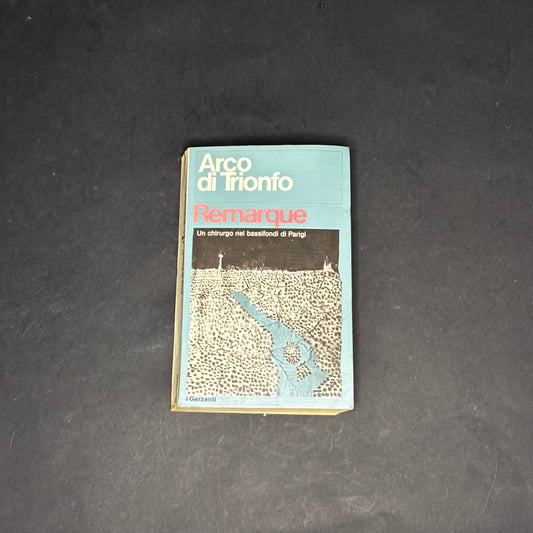 Arco
di Trionfo
Remarque
Un chirurgo nei bassifondi di Parigi
i Garzanti